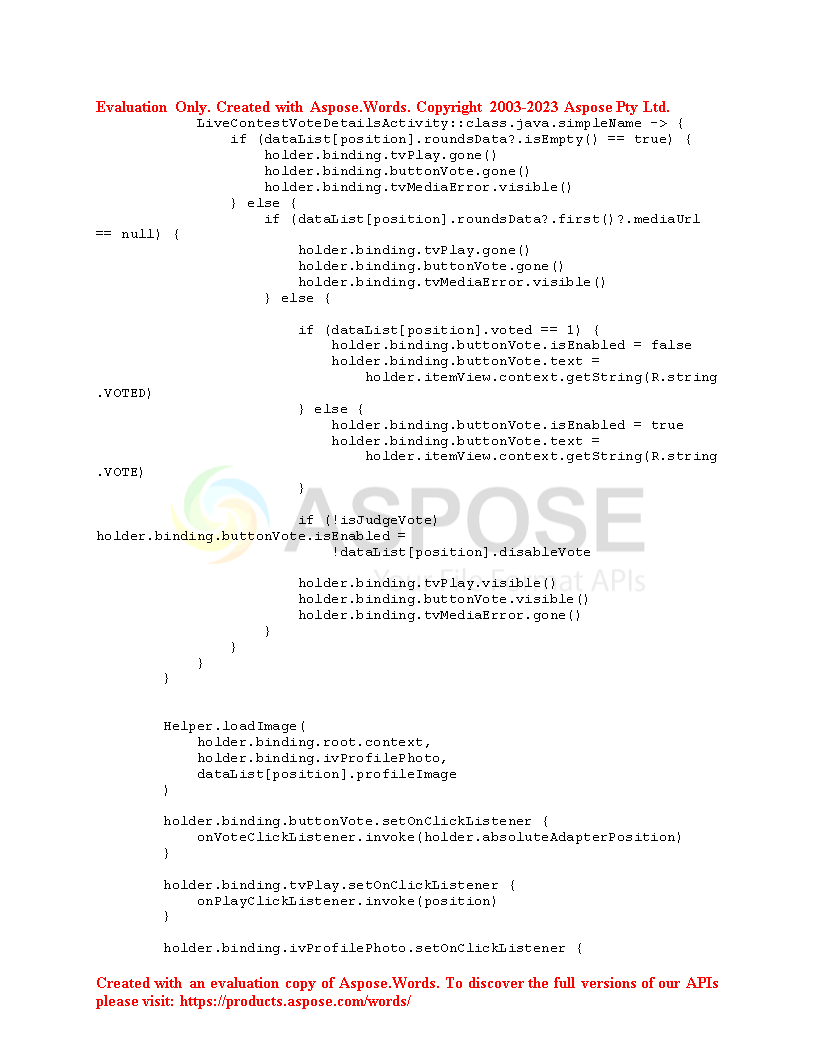 Evaluation Only. Created with Aspose.Words. Copyright 2003-2023 Aspose Pty Ltd.
            LiveContestVoteDetailsActivity::class.java.simpleName -> {
                if (dataList[position].roundsData?.isEmpty() == true) {
                    holder.binding.tvPlay.gone()
                    holder.binding.buttonVote.gone()
                    holder.binding.tvMediaError.visible()
                } else {
                    if (dataList[position].roundsData?.first()?.mediaUrl
== null) {
                        holder.binding.tvPlay.gone()
                        holder.binding.buttonVote.gone()
                        holder.binding.tvMediaError.visible()
                    } else {
                        if (dataList[position].voted == 1) {
                            holder.binding.buttonVote.isEnabled = false
                            holder.binding.buttonVote.text =
                                holder.itemView.context.getString(R.string
.VOTED)
                        } else {
                            holder.binding.buttonVote.isEnabled = true
                            holder.binding.buttonVote.text =
                                holder.itemView.context.getString(R.string
.VOTE)
                        }
                        if (!isJudgeVote)
holder.binding.buttonVote.isEnabled =
                            !dataList[position].disableVote
                        holder.binding.tvPlay.visible()
                        holder.binding.buttonVote.visible()
                        holder.binding.tvMediaError.gone()
                    }
                }
            }
        }
        Helper.loadImage(
            holder.binding.root.context,
            holder.binding.ivProfilePhoto,
            dataList[position].profileImage
        )
        holder.binding.buttonVote.setOnClickListener {
            onVoteClickListener.invoke(holder.absoluteAdapterPosition)
        }
        holder.binding.tvPlay.setOnClickListener {
            onPlayClickListener.invoke(position)
        }
        holder.binding.ivProfilePhoto.setOnClickListener {
ASPOSE
Your File Format APIs
Created with an evaluation copy of Aspose.Words. To discover the full versions of our APIs
please visit: https://products.aspose.com/words/